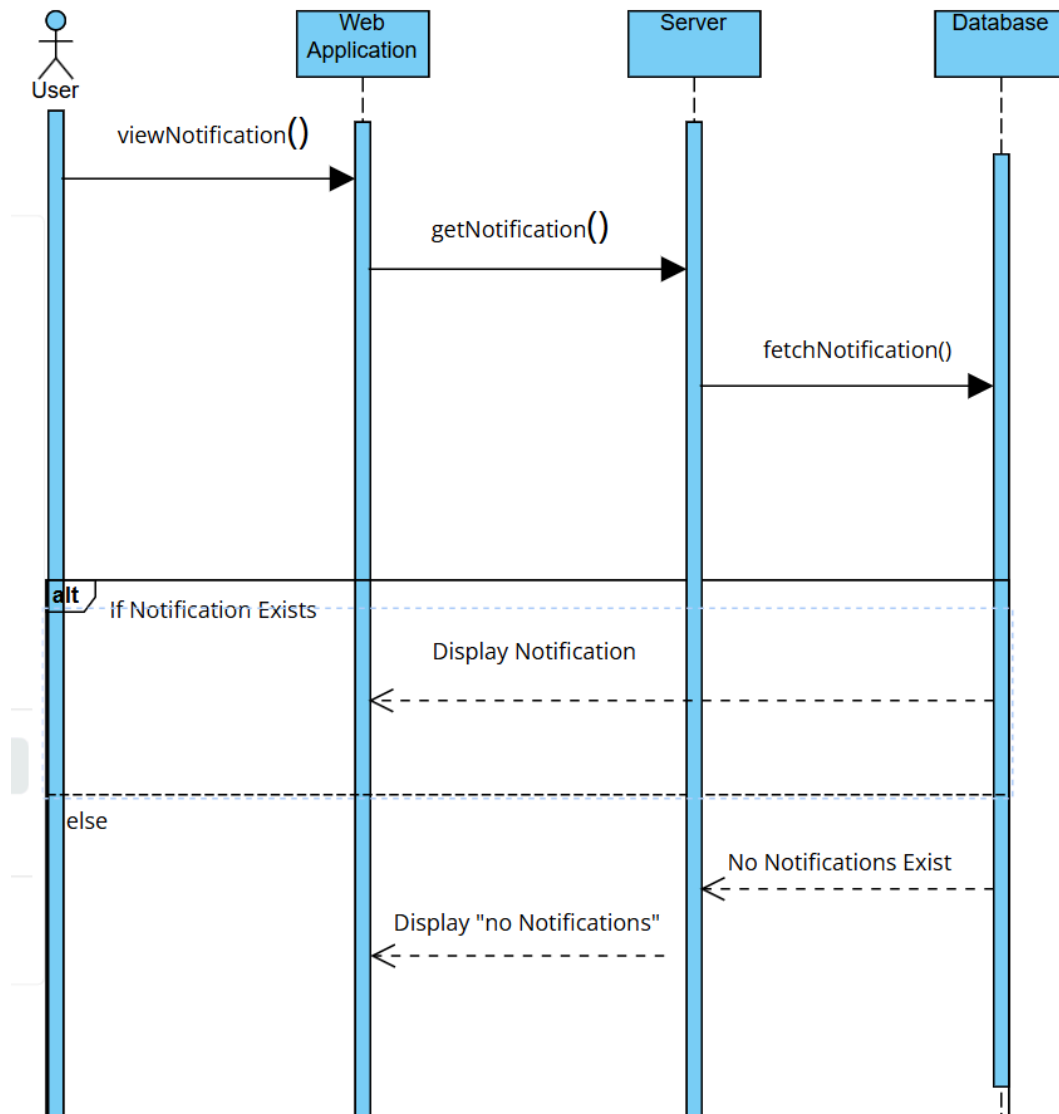 User
Web
Application
Server
Database
viewNotification()
getNotification()
fetchNotification()
alt
If Notification Exists
Display Notification
else
No Notifications Exist
Display "no Notifications"